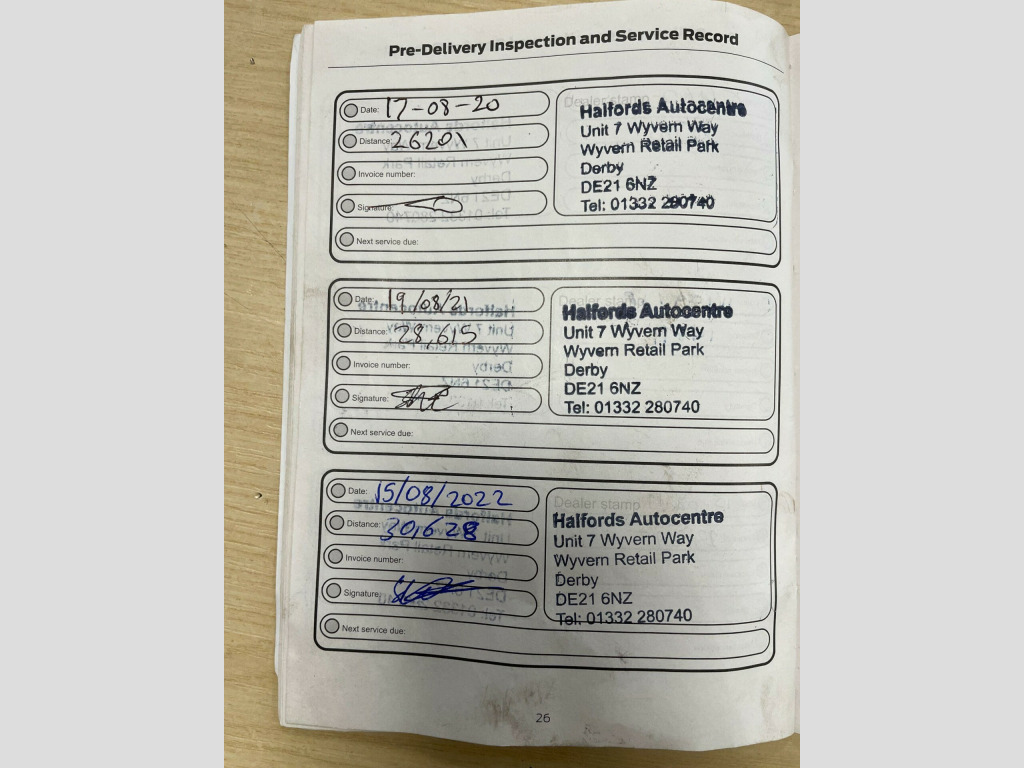 Pre-Delivery Inspection and Service Record
Date: 17-08-20
Distance: 26201
Invoice number:
Signature:
Next service due:
Dealer stamp
Halfords Autocentre
Unit 7 Wyvern Way
Wyvern Retail Park
Derby
DE21 6NZ
Tel: 01332 280740
Date: 19/08/21
Distance: 28,615
Invoice number:
Signature:
Next service due:
Dealer stamp
Halfords Autocentre
Unit 7 Wyvern Way
Wyvern Retail Park
Derby
DE21 6NZ
Tel: 01332 280740
Date: 15/08/2022
Distance: 30,628
Invoice number:
Signature:
Next service due:
Dealer stamp
Halfords Autocentre
Unit 7 Wyvern Way
Wyvern Retail Park
Derby
DE21 6NZ
Tel: 01332 280740
26